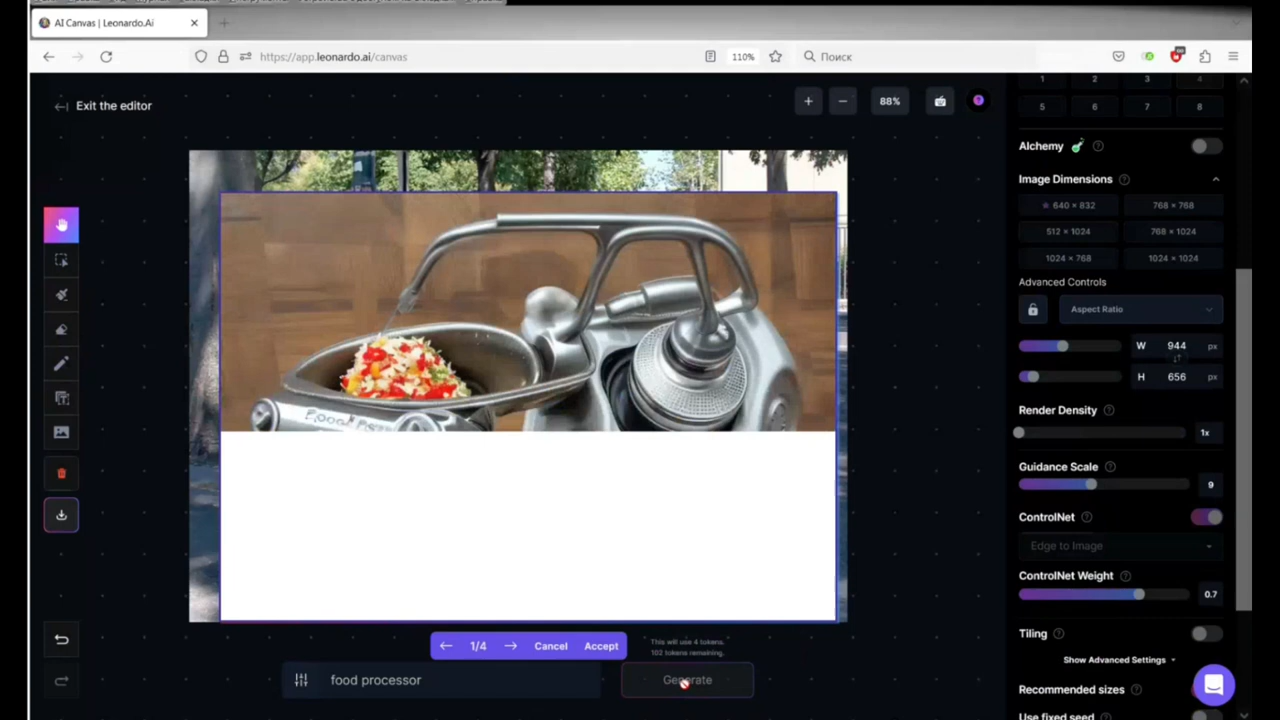 AI Canvas | Leonardo.Ai
https://app.leonardo.ai/canvas
110%
Поиск
Exit the editor
88%
1 2 3 4
5 6 7 8
Alchemy
Image Dimensions
640 × 832
768 × 768
512 × 1024
768 × 1024
1024 × 768
1024 × 1024
Advanced Controls
Aspect Ratio
W 944 px
H 656 px
Render Density
1x
Guidance Scale
9
ControlNet
Edge to Image
ControlNet Weight
0.7
Tiling
Show Advanced Settings
Recommended sizes
Use fixed seed
1/4
Cancel
Accept
This will use 4 tokens.
102 tokens remaining.
food processor
Generate